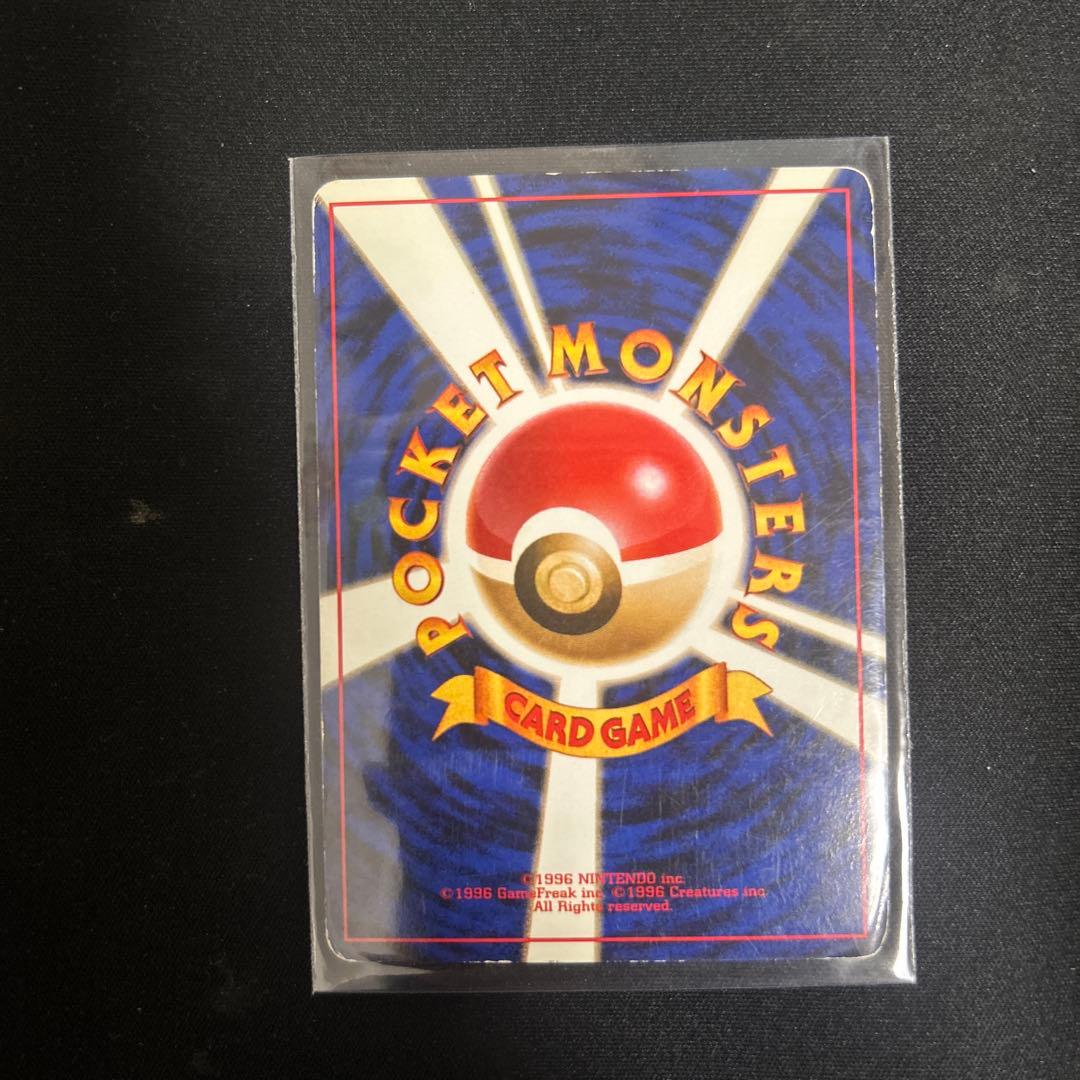 POCKET MONSTERS
CARD GAME
©1996 NINTENDO inc.
©1996 GameFreak inc. ©1996 Creatures inc.
All Rights reserved.